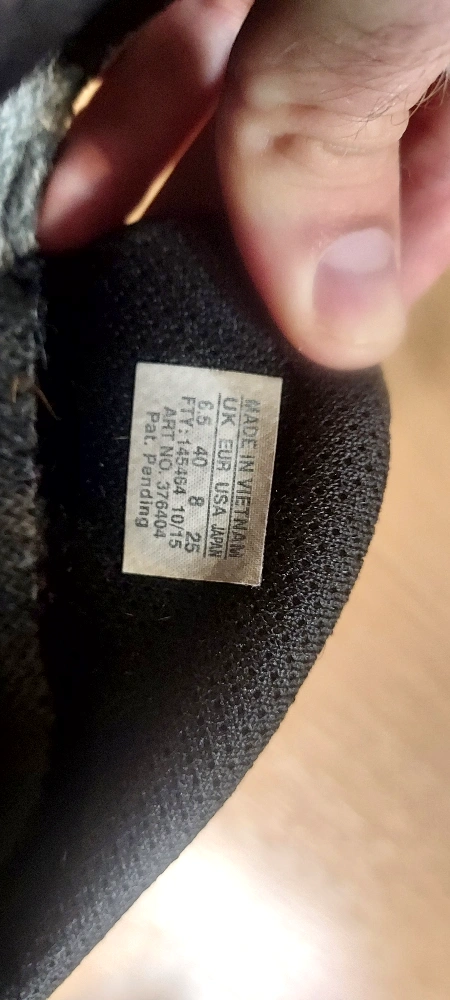 MADE IN VIETNAM
UK EUR USA JAPAN
6.5 40 8 25
FTY:145464 10/15
ART NO. 376404
Pat. Pending